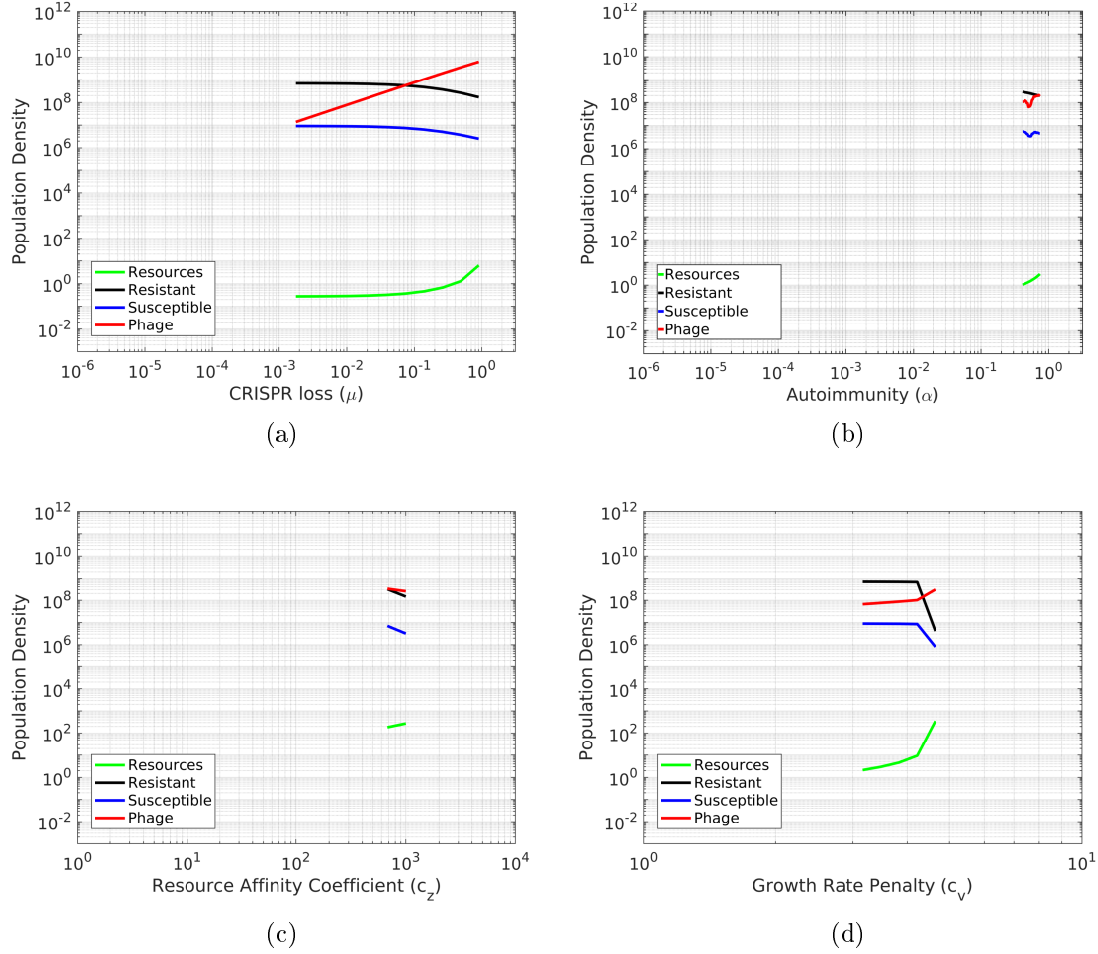 10^12
10^10
10^8
10^6
10^4
10^2
10^0
10^-2
Population Density
Resources
Resistant
Susceptible
Phage
10^-6 10^-5 10^-4 10^-3 10^-2 10^-1 10^0
CRISPR loss (μ)
(a)
10^12
10^10
10^8
10^6
10^4
10^2
10^0
10^-2
Population Density
Resources
Resistant
Susceptible
Phage
10^-6 10^-5 10^-4 10^-3 10^-2 10^-1 10^0
Autoimmunity (α)
(b)
10^12
10^10
10^8
10^6
10^4
10^2
10^0
10^-2
Population Density
Resources
Resistant
Susceptible
Phage
10^0 10^1 10^2 10^3 10^4
Resource Affinity Coefficient (c_z)
(c)
10^12
10^10
10^8
10^6
10^4
10^2
10^0
10^-2
Population Density
Resources
Resistant
Susceptible
Phage
10^0 10^1
Growth Rate Penalty (c_v)
(d)